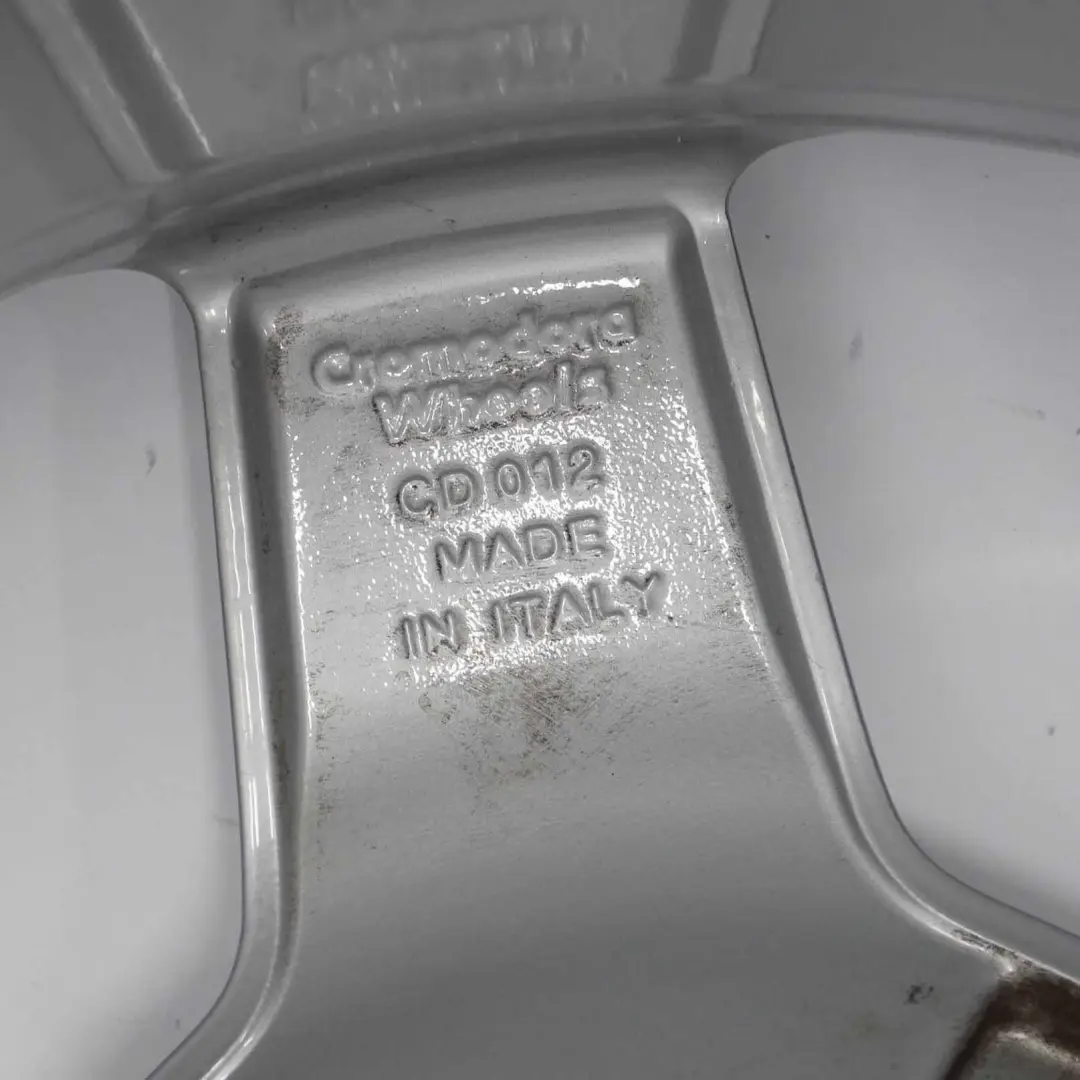 Cromodora
Wheels
CD 012
MADE
IN ITALY